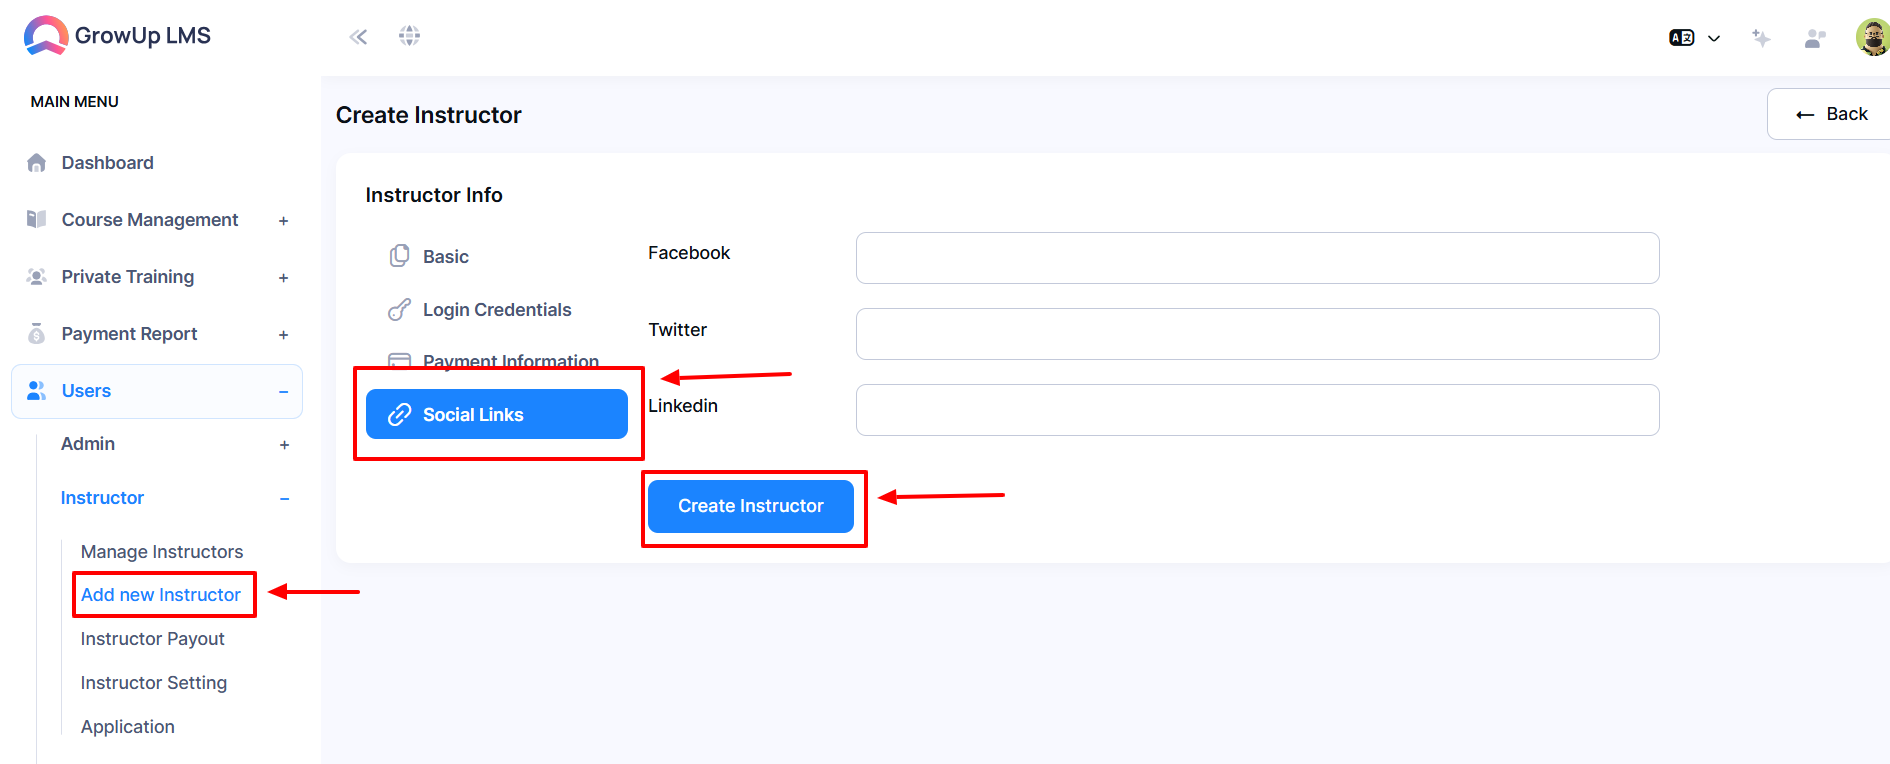 GrowUp LMS
MAIN MENU
Dashboard
Course Management +
Private Training +
Payment Report +
Users −
Admin +
Instructor −
Manage Instructors
Add new Instructor
Instructor Payout
Instructor Setting
Application
A
Create Instructor
← Back
Instructor Info
Basic
Login Credentials
Payment Information
Social Links
Facebook
Twitter
Linkedin
Create Instructor